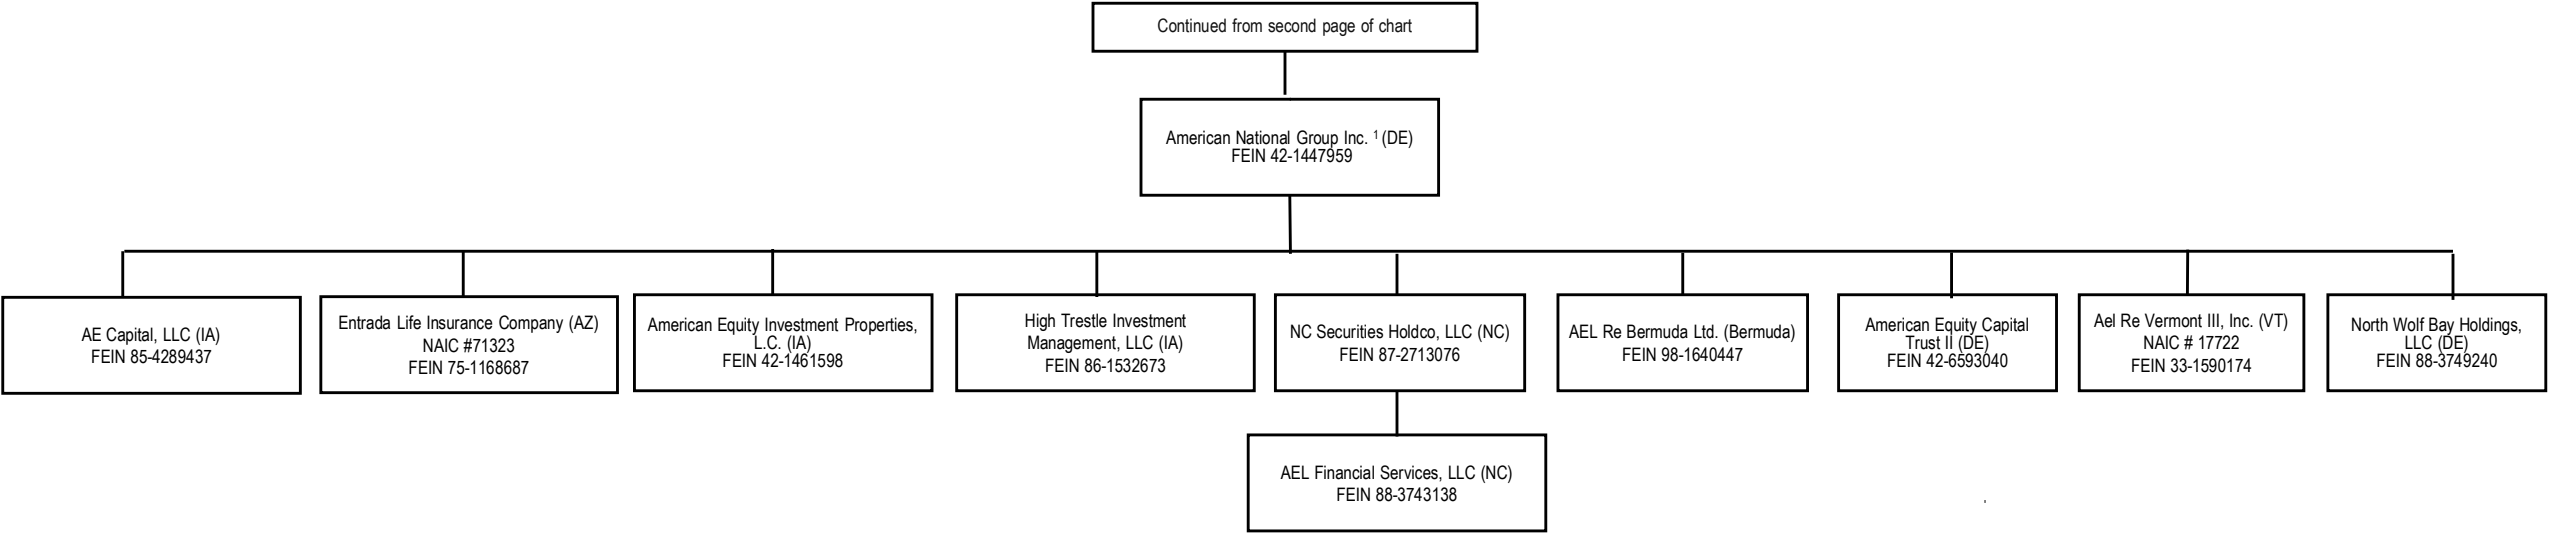 Continued from second page of chart
American National Group Inc. ¹ (DE)
FEIN 42-1447959
AE Capital, LLC (IA)
FEIN 85-4289437
Entrada Life Insurance Company (AZ)
NAIC #71323
FEIN 75-1168687
American Equity Investment Properties,
L.C. (IA)
FEIN 42-1461598
High Trestle Investment
Management, LLC (IA)
FEIN 86-1532673
NC Securities Holdco, LLC (NC)
FEIN 87-2713076
AEL Re Bermuda Ltd. (Bermuda)
FEIN 98-1640447
American Equity Capital
Trust II (DE)
FEIN 42-6593040
Ael Re Vermont III, Inc. (VT)
NAIC # 17722
FEIN 33-1590174
North Wolf Bay Holdings,
LLC (DE)
FEIN 88-3749240
AEL Financial Services, LLC (NC)
FEIN 88-3743138